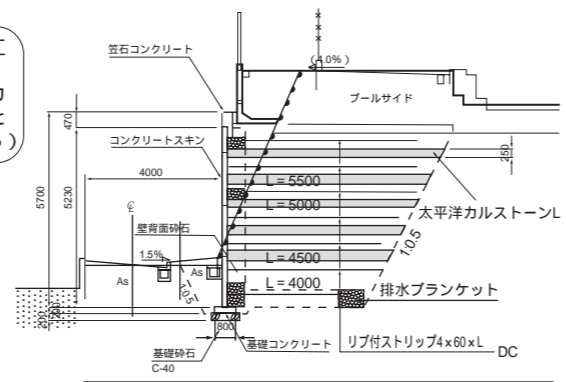 笠石コンクリート
(4.0%)
プールサイド
470
コンクリートスキン
250
4000
L = 5500
5700
5230
L = 5000
太平洋カルストーンL
壁背面砕石
1:0.5
1.5%
L = 4500
As
As
1:0.5
L = 4000
排水ブランケット
200
800
リブ付ストリップ4×60×L
DC
基礎砕石
C-40
基礎コンクリート